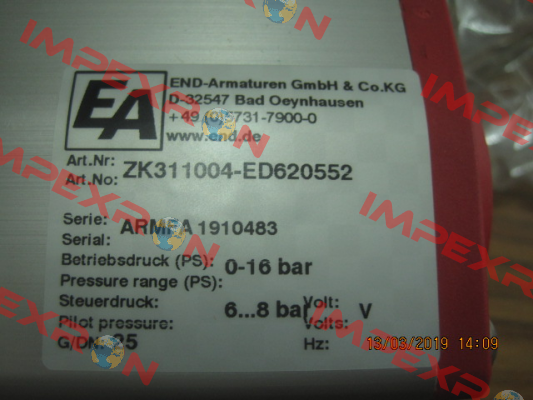 EA
END-Armaturen GmbH & Co.KG
D-32547 Bad Oeynhausen
+49 (0)5731-7900-0
www.end.de
Art.Nr:
Art.No: ZK311004-ED620552
Serie:
Serial: ARMFA 1910483
Betriebsdruck (PS): 0-16 bar
Pressure range (PS):
Steuerdruck: 6...8 bar Volt: V
Pilot pressure: Volts:
G/DN: 25 Hz:
13/03/2019 14:09
IMPEXRON